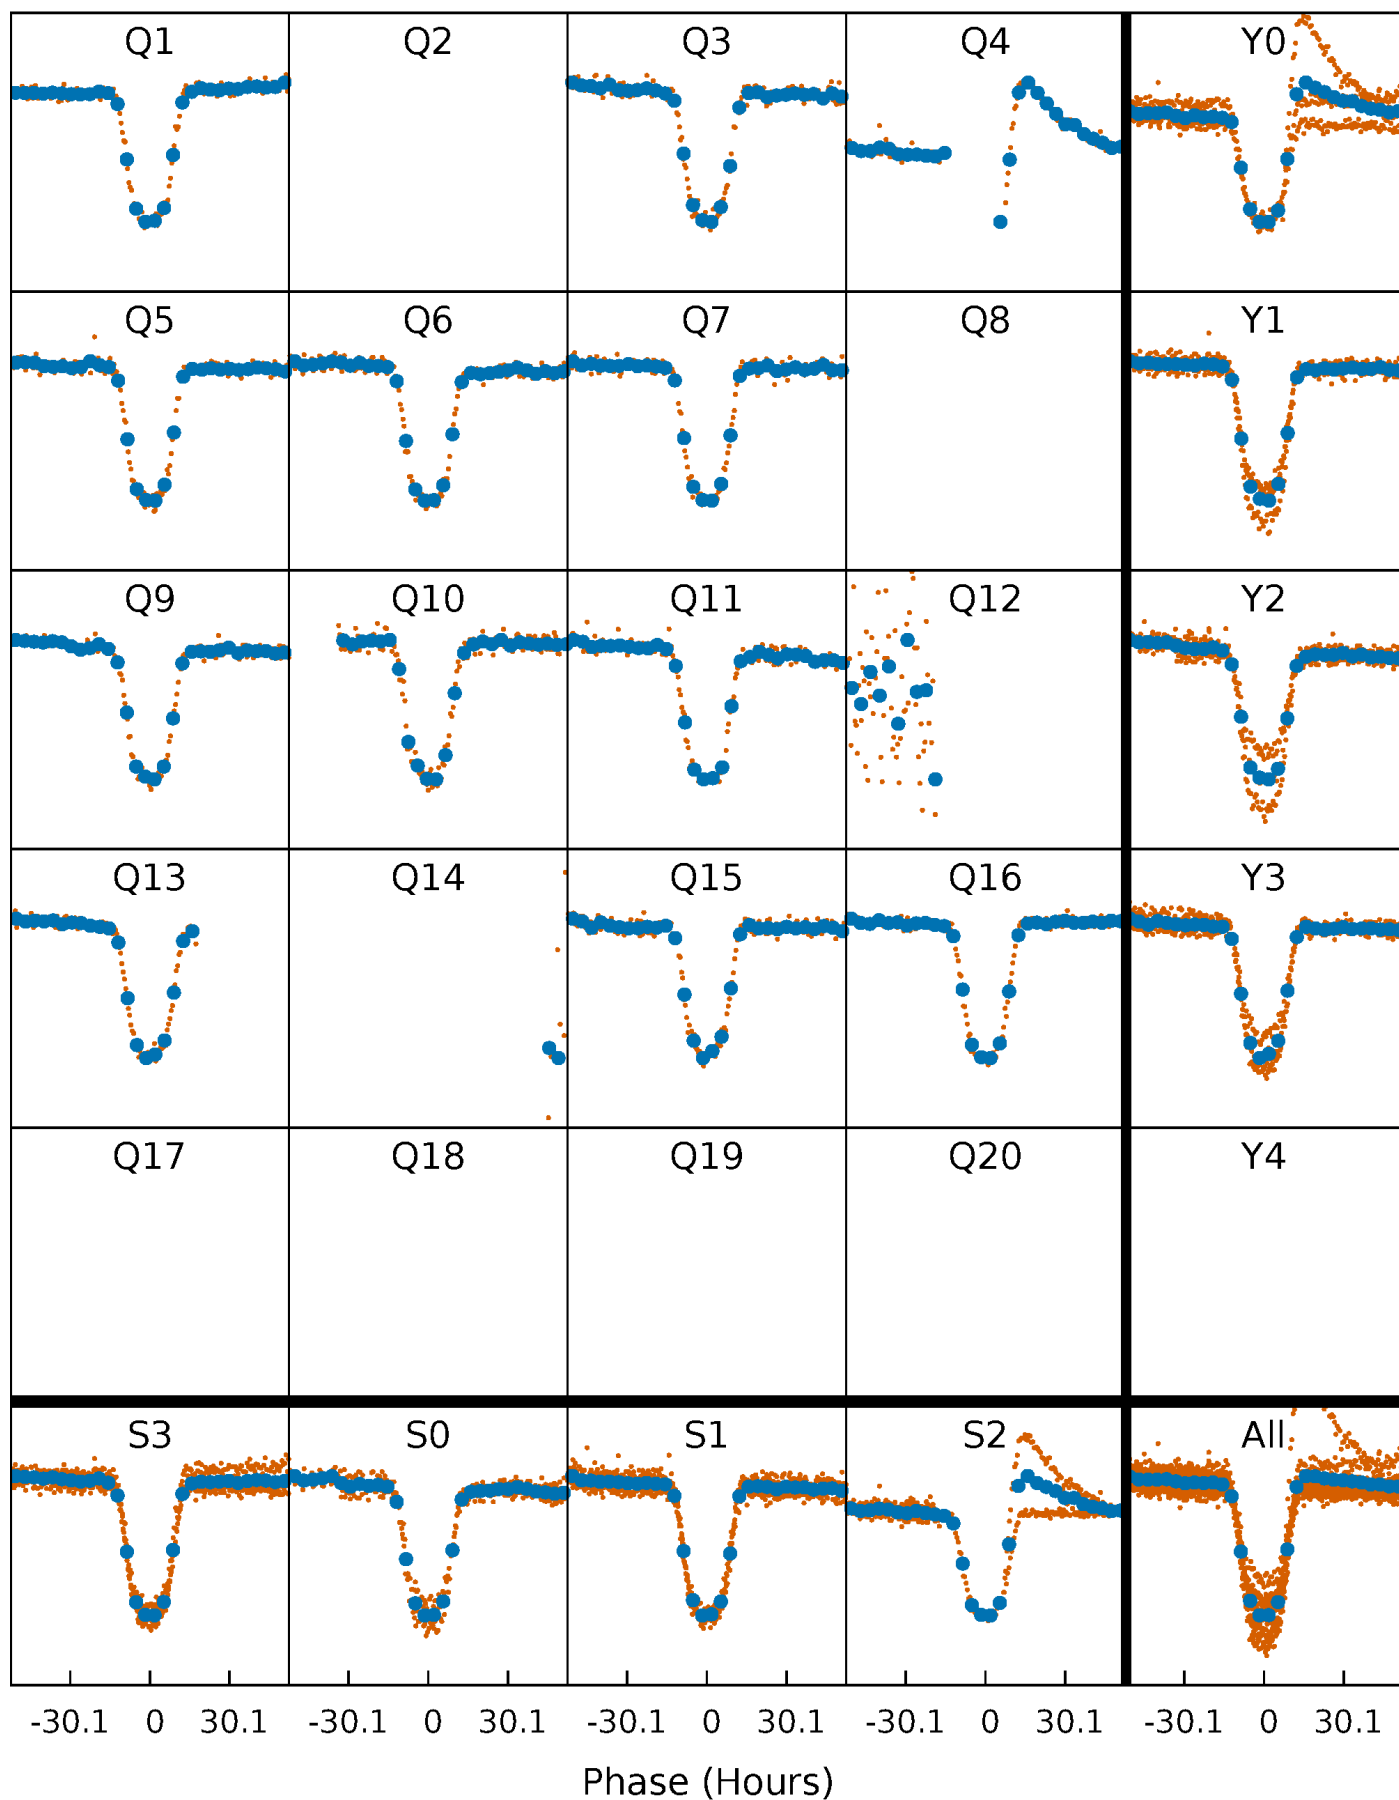 Q1 Q2 Q3 Q4 Y0
Q5 Q6 Q7 Q8 Y1
Q9 Q10 Q11 Q12 Y2
Q13 Q14 Q15 Q16 Y3
Q17 Q18 Q19 Q20 Y4
S3 S0 S1 S2 All
-30.1 0 30.1 -30.1 0 30.1 -30.1 0 30.1 -30.1 0 30.1 -30.1 0 30.1
Phase (Hours)